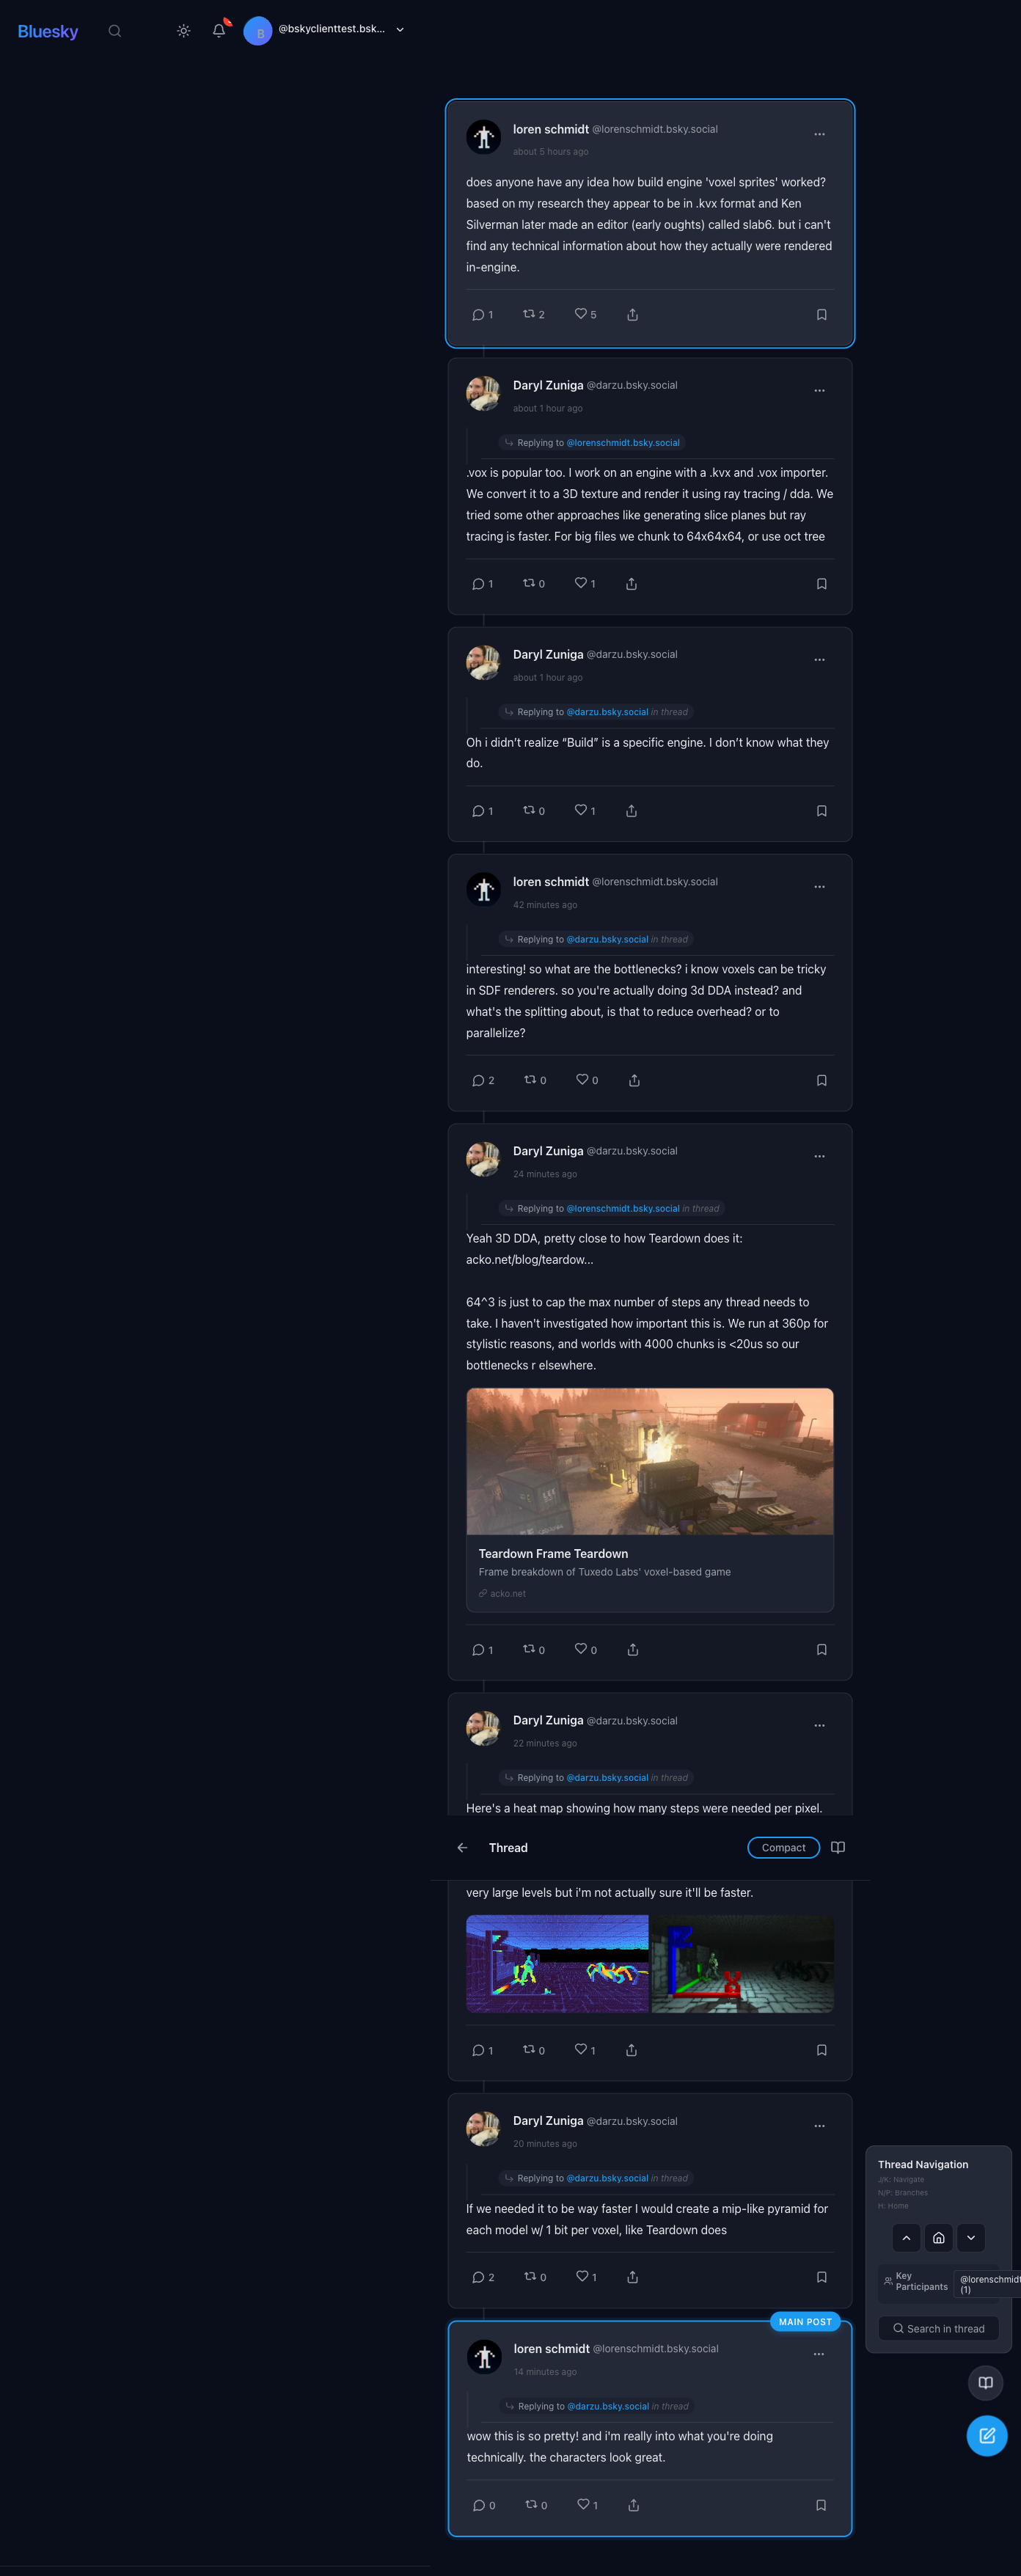 Bluesky
B
@bskyclienttest.bsk...
loren schmidt @lorenschmidt.bsky.social
about 5 hours ago
does anyone have any idea how build engine 'voxel sprites' worked?
based on my research they appear to be in .kvx format and Ken
Silverman later made an editor (early oughts) called slab6. but i can't
find any technical information about how they actually were rendered
in-engine.
1 2 5
Daryl Zuniga @darzu.bsky.social
about 1 hour ago
Replying to @lorenschmidt.bsky.social
.vox is popular too. I work on an engine with a .kvx and .vox importer.
We convert it to a 3D texture and render it using ray tracing / dda. We
tried some other approaches like generating slice planes but ray
tracing is faster. For big files we chunk to 64x64x64, or use oct tree
1 0 1
Daryl Zuniga @darzu.bsky.social
about 1 hour ago
Replying to @darzu.bsky.social in thread
Oh i didn’t realize “Build” is a specific engine. I don’t know what they
do.
1 0 1
loren schmidt @lorenschmidt.bsky.social
42 minutes ago
Replying to @darzu.bsky.social in thread
interesting! so what are the bottlenecks? i know voxels can be tricky
in SDF renderers. so you're actually doing 3d DDA instead? and
what's the splitting about, is that to reduce overhead? or to
parallelize?
2 0 0
Daryl Zuniga @darzu.bsky.social
24 minutes ago
Replying to @lorenschmidt.bsky.social in thread
Yeah 3D DDA, pretty close to how Teardown does it:
acko.net/blog/teardow...
64^3 is just to cap the max number of steps any thread needs to
take. I haven't investigated how important this is. We run at 360p for
stylistic reasons, and worlds with 4000 chunks is <20us so our
bottlenecks r elsewhere.
Teardown Frame Teardown
Frame breakdown of Tuxedo Labs' voxel-based game
acko.net
1 0 0
Daryl Zuniga @darzu.bsky.social
22 minutes ago
Replying to @darzu.bsky.social in thread
Here's a heat map showing how many steps were needed per pixel.
Thread
Compact
very large levels but i'm not actually sure it'll be faster.
1 0 1
Daryl Zuniga @darzu.bsky.social
20 minutes ago
Replying to @darzu.bsky.social in thread
If we needed it to be way faster I would create a mip-like pyramid for
each model w/ 1 bit per voxel, like Teardown does
2 0 1
MAIN POST
loren schmidt @lorenschmidt.bsky.social
14 minutes ago
Replying to @darzu.bsky.social in thread
wow this is so pretty! and i'm really into what you're doing
technically. the characters look great.
0 0 1
Thread Navigation
J/K: Navigate
N/P: Branches
H: Home
Key
Participants
@lorenschmidt
(1)
Search in thread